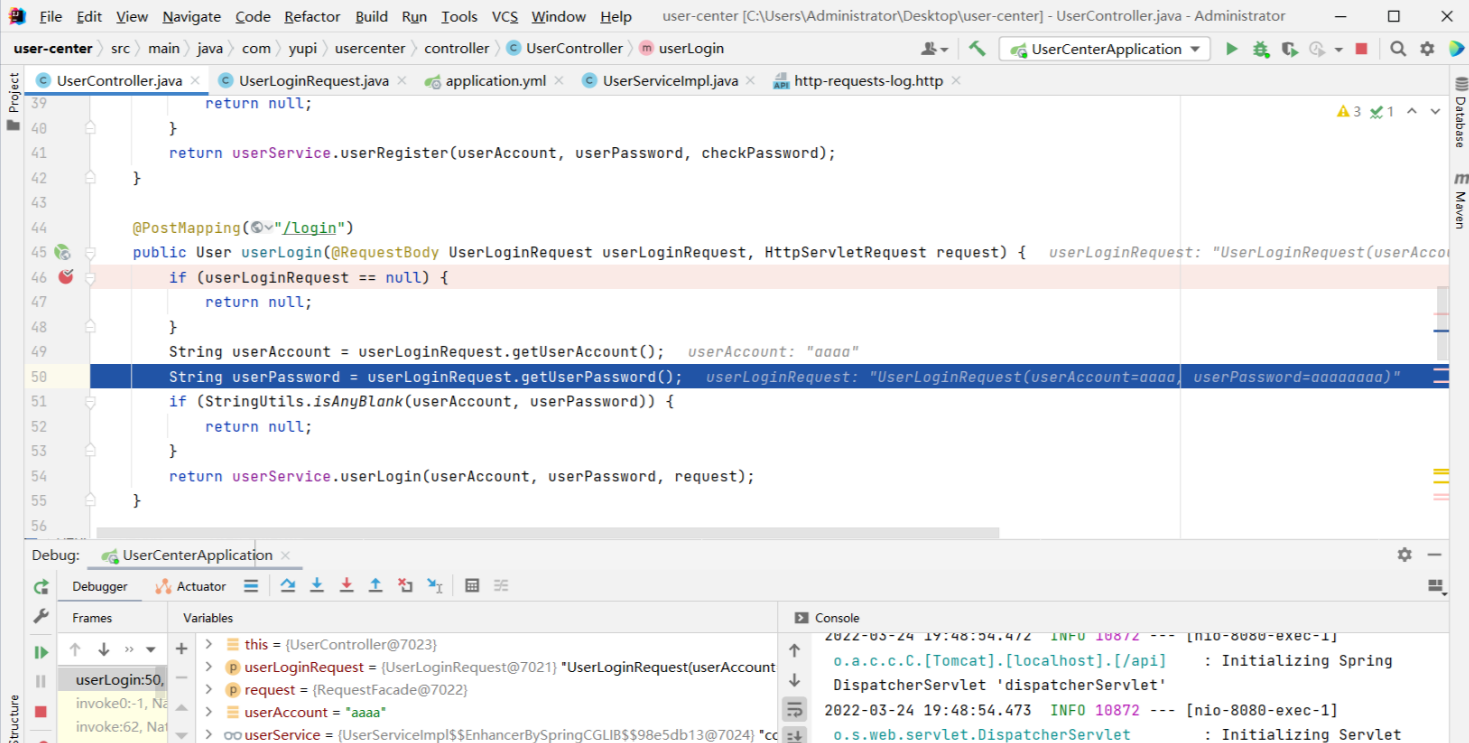 File Edit View Navigate Code Refactor Build Run Tools VCS Window Help user-center [C:\Users\Administrator\Desktop\user-center] - UserController.java - Administrator
user-center src main java com yupi usercenter controller UserController userLogin UserCenterApplication
UserController.java UserLoginRequest.java application.yml UserServiceImpl.java http-requests-log.http
Project
Database
Maven
Structure
3 1
39 return null;
40 }
41 return userService.userRegister(userAccount, userPassword, checkPassword);
42 }
43
44 @PostMapping("/login")
45 public User userLogin(@RequestBody UserLoginRequest userLoginRequest, HttpServletRequest request) { userLoginRequest: "UserLoginRequest(userAccou
46 if (userLoginRequest == null) {
47 return null;
48 }
49 String userAccount = userLoginRequest.getUserAccount(); userAccount: "aaaa"
50 String userPassword = userLoginRequest.getUserPassword(); userLoginRequest: "UserLoginRequest(userAccount=aaaa, userPassword=aaaaaaaa)"
51 if (StringUtils.isAnyBlank(userAccount, userPassword)) {
52 return null;
53 }
54 return userService.userLogin(userAccount, userPassword, request);
55 }
56
Debug: UserCenterApplication
Debugger Actuator
Frames Variables Console
userLogin:50,
invoke0:-1, Na
invoke:62, Nat
this = {UserController@7023}
userLoginRequest = {UserLoginRequest@7021} "UserLoginRequest(userAccount
request = {RequestFacade@7022}
userAccount = "aaaa"
userService = {UserServiceImpl$$EnhancerBySpringCGLIB$$98e5db13@7024} "cc
2022-03-24 19:48:54.472 INFO 10872 --- [nio-8080-exec-1]
o.a.c.c.C.[Tomcat].[localhost].[/api] : Initializing Spring
DispatcherServlet 'dispatcherServlet'
2022-03-24 19:48:54.473 INFO 10872 --- [nio-8080-exec-1]
o.s.web.servlet.DispatcherServlet : Initializing Servlet